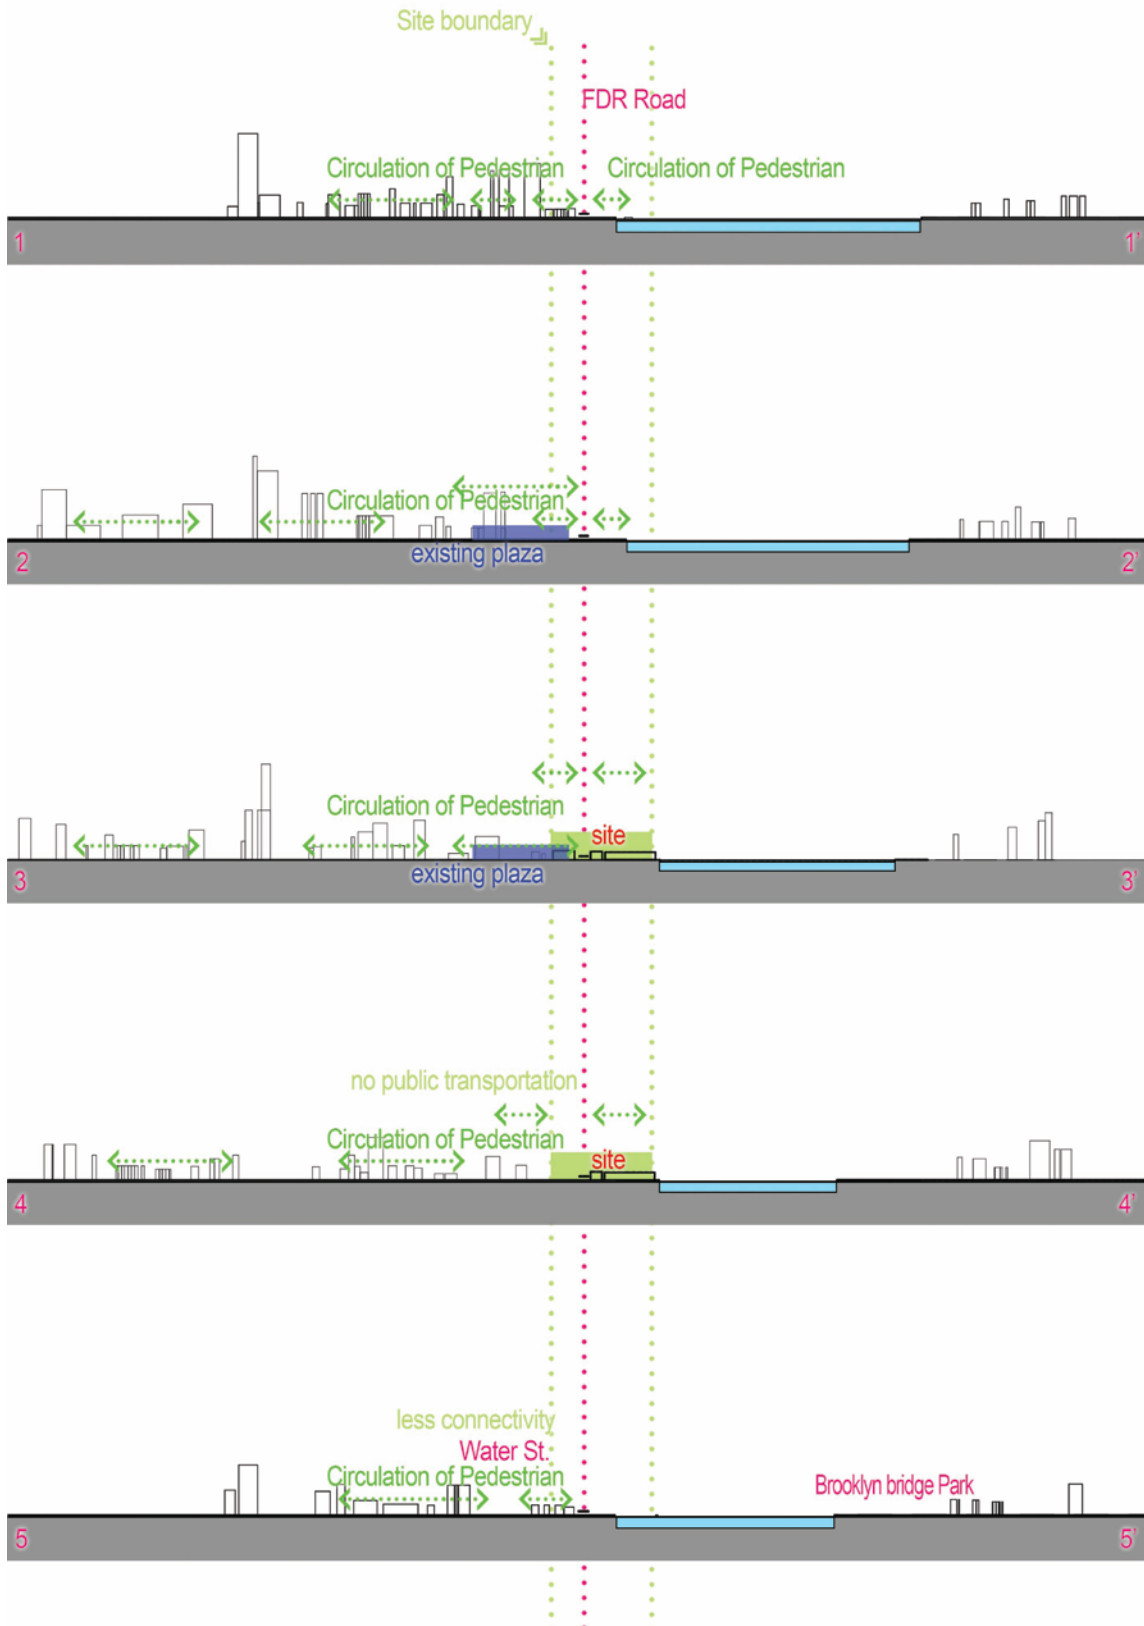 Site boundary
FDR Road
Circulation of Pedestrian
Circulation of Pedestrian
1
1'
Circulation of Pedestrian
existing plaza
2
2'
Circulation of Pedestrian
site
existing plaza
3
3'
no public transportation
Circulation of Pedestrian
site
4
4'
less connectivity
Water St.
Circulation of Pedestrian
Brooklyn bridge Park
5
5'